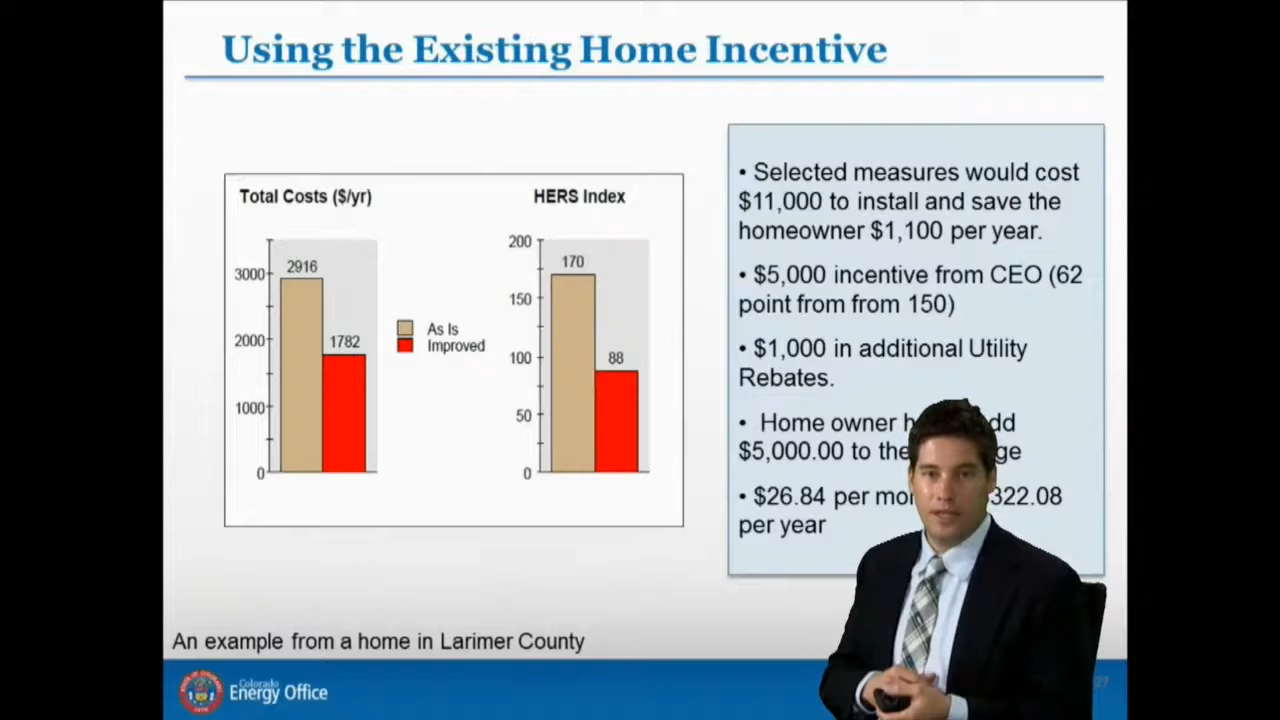 Using the Existing Home Incentive
Total Costs ($/yr)
HERS Index
3000
2000
1000
0
2916
1782
As Is
Improved
200
150
100
50
0
170
88
• Selected measures would cost
$11,000 to install and save the
homeowner $1,100 per year.
• $5,000 incentive from CEO (62
point from from 150)
• $1,000 in additional Utility
Rebates.
• Home owner
$5,000.00 to the
• $26.84 per 322.08
per year
An example from a home in Larimer County
Colorado
Energy Office
27